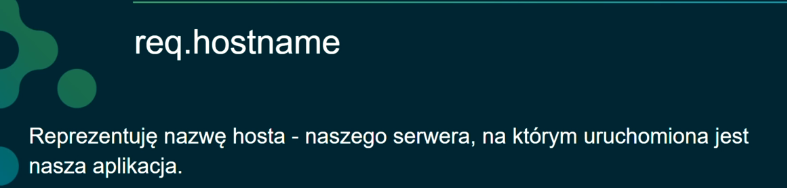 req.hostname
Reprezentuję nazwę hosta - naszego serwera, na którym uruchomiona jest
nasza aplikacja.